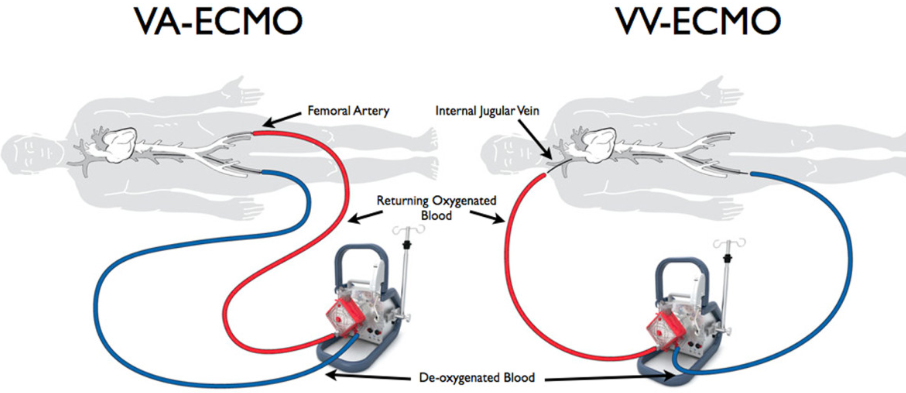 VA-ECMO
VV-ECMO
Femoral Artery
Internal Jugular Vein
Returning Oxygenated
Blood
De-oxygenated Blood